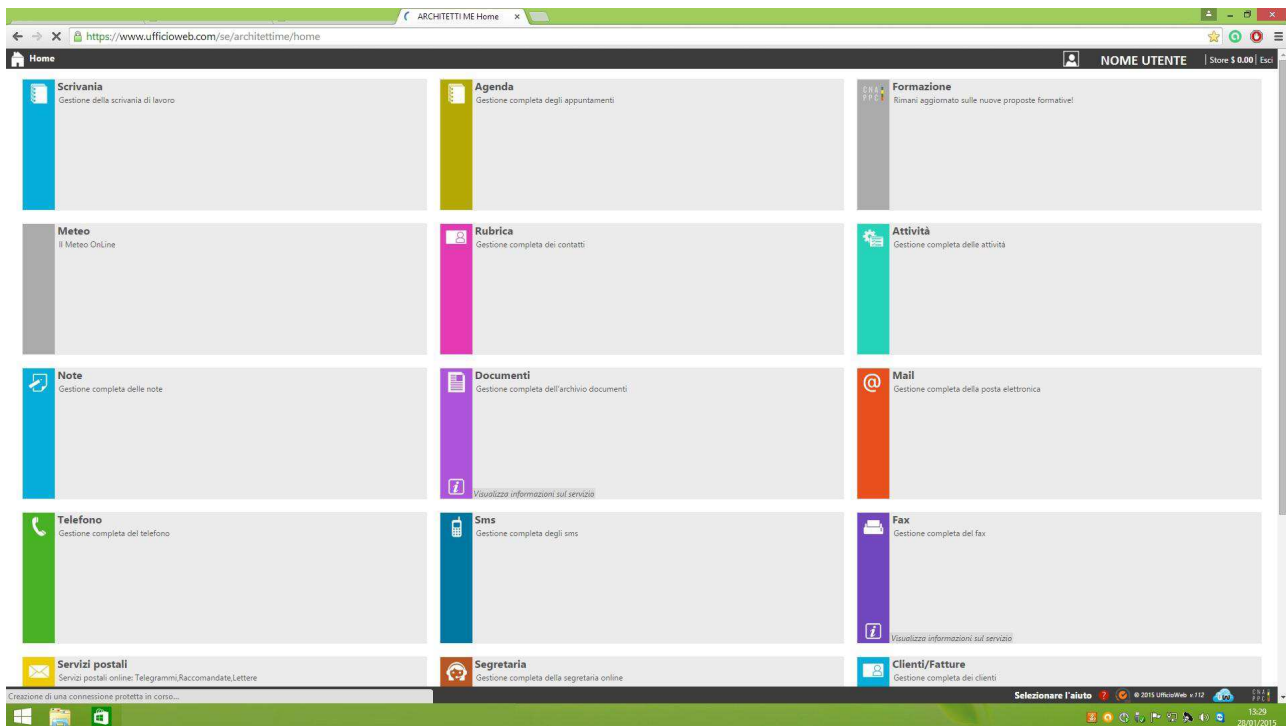 ARCHITETTI ME Home
https://www.ufficioweb.com/se/architettime/home
Home
NOME UTENTE
Store $ 0.00
Esci
Scrivania
Gestione della scrivania di lavoro
Agenda
Gestione completa degli appuntamenti
CNA
PPC
Formazione
Rimani aggiornato sulle nuove proposte formative!
Meteo
Il Meteo OnLine
Rubrica
Gestione completa dei contatti
Attività
Gestione completa delle attività
Note
Gestione completa delle note
Documenti
Gestione completa dell'archivio documenti
Visualizza informazioni sul servizio
@
Mail
Gestione completa della posta elettronica
Telefono
Gestione completa del telefono
Sms
Gestione completa degli sms
Fax
Gestione completa del fax
Visualizza informazioni sul servizio
Servizi postali
Servizi postali online: Telegrammi,Raccomandate,Lettere
Segretaria
Gestione completa della segretaria online
Clienti/Fatture
Gestione completa dei clienti
Creazione di una connessione protetta in corso...
Selezionare l'aiuto
© 2015 UfficioWeb v.112
CNA
PPC
13:29
28/01/2015